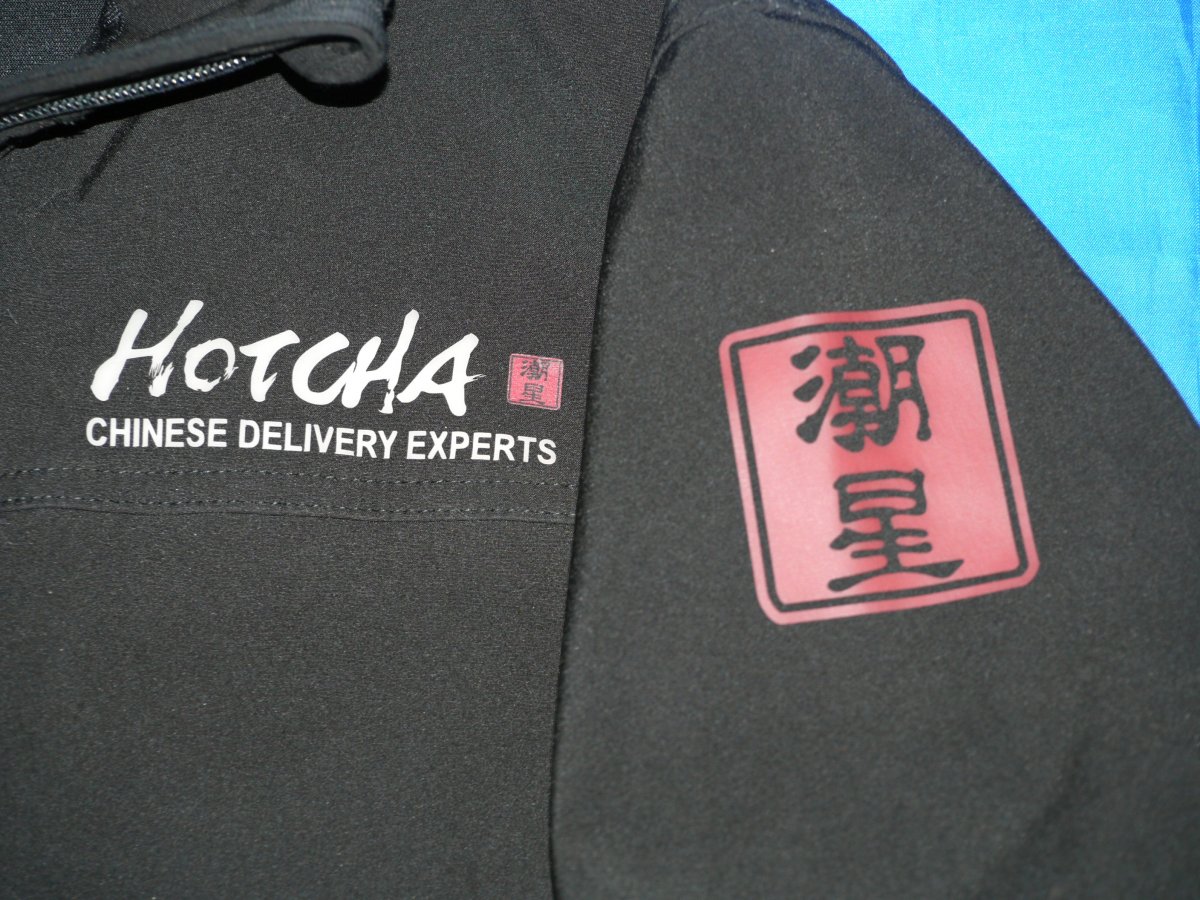 HOTCHA
潮星
CHINESE DELIVERY EXPERTS
潮
星